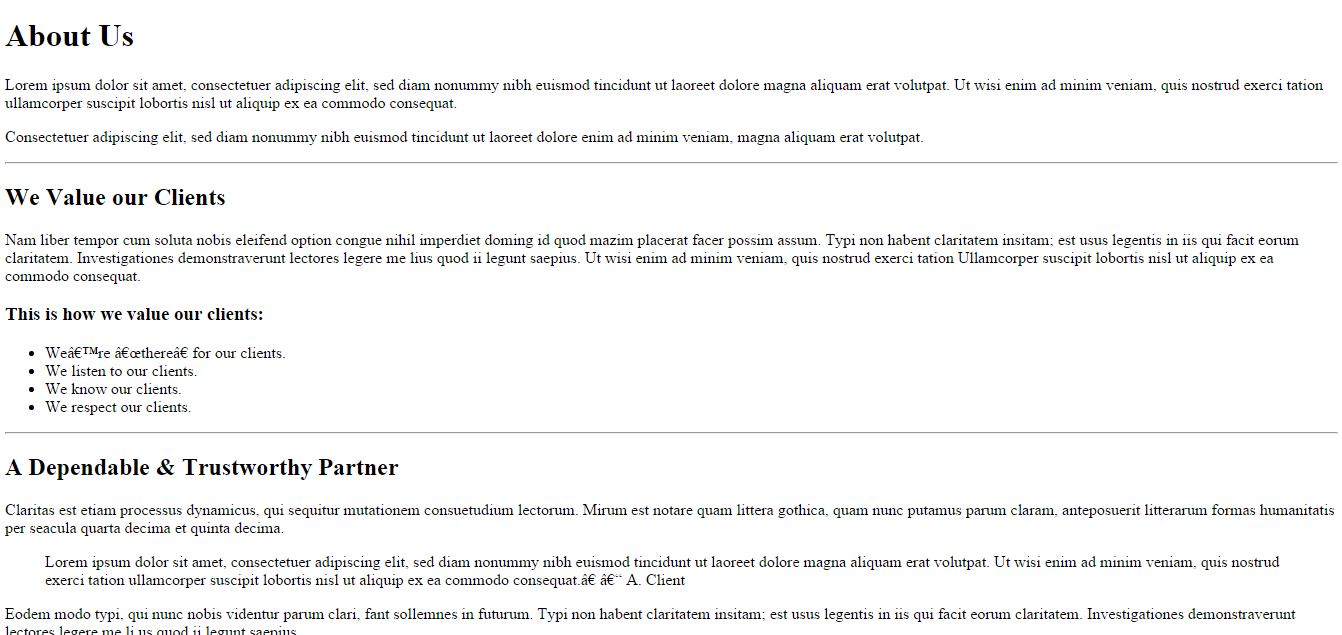 About Us
Lorem ipsum dolor sit amet, consectetuer adipiscing elit, sed diam nonummy nibh euismod tincidunt ut laoreet dolore magna aliquam erat volutpat. Ut wisi enim ad minim veniam, quis nostrud exerci tation
ullamcorper suscipit lobortis nisl ut aliquip ex ea commodo consequat.
Consectetuer adipiscing elit, sed diam nonummy nibh euismod tincidunt ut laoreet dolore enim ad minim veniam, magna aliquam erat volutpat.
We Value our Clients
Nam liber tempor cum soluta nobis eleifend option congue nihil imperdiet doming id quod mazim placerat facer possim assum. Typi non habent claritatem insitam; est usus legentis in iis qui facit eorum
claritatem. Investigationes demonstraverunt lectores legere me lius quod ii legunt saepius. Ut wisi enim ad minim veniam, quis nostrud exerci tation Ullamcorper suscipit lobortis nisl ut aliquip ex ea
commodo consequat.
This is how we value our clients:
• Weâ€™re â€œthereâ€ for our clients.
• We listen to our clients.
• We know our clients.
• We respect our clients.
A Dependable & Trustworthy Partner
Claritas est etiam processus dynamicus, qui sequitur mutationem consuetudium lectorum. Mirum est notare quam littera gothica, quam nunc putamus parum claram, anteposuerit litterarum formas humanitatis
per seacula quarta decima et quinta decima.
Lorem ipsum dolor sit amet, consectetuer adipiscing elit, sed diam nonummy nibh euismod tincidunt ut laoreet dolore magna aliquam erat volutpat. Ut wisi enim ad minim veniam, quis nostrud
exerci tation ullamcorper suscipit lobortis nisl ut aliquip ex ea commodo consequat.â€ â€¨ A. Client
Eodem modo typi, qui nunc nobis videntur parum clari, fant sollemnes in futurum. Typi non habent claritatem insitam; est usus legentis in iis qui facit eorum claritatem. Investigationes demonstraverunt
lectores legere me li us quod ii legunt saepius